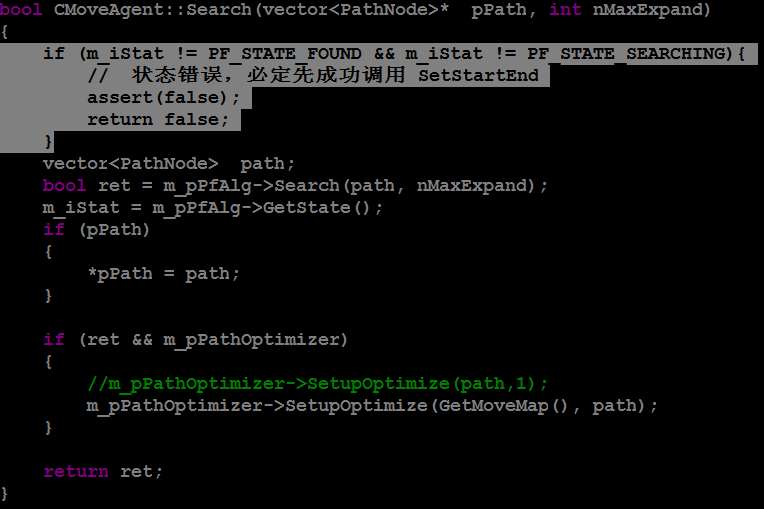 bool CMoveAgent::Search(vector<PathNode>*  pPath, int nMaxExpand)
{
    if (m_iStat != PF_STATE_FOUND && m_iStat != PF_STATE_SEARCHING){
        //  状态错误，必定先成功调用 SetStartEnd
        assert(false);
        return false;
    }
    vector<PathNode>  path;
    bool ret = m_pPfAlg->Search(path, nMaxExpand);
    m_iStat = m_pPfAlg->GetState();
    if (pPath)
    {
        *pPath = path;
    }

    if (ret && m_pPathOptimizer)
    {
        //m_pPathOptimizer->SetupOptimize(path,1);
        m_pPathOptimizer->SetupOptimize(GetMoveMap(), path);
    }

    return ret;
}